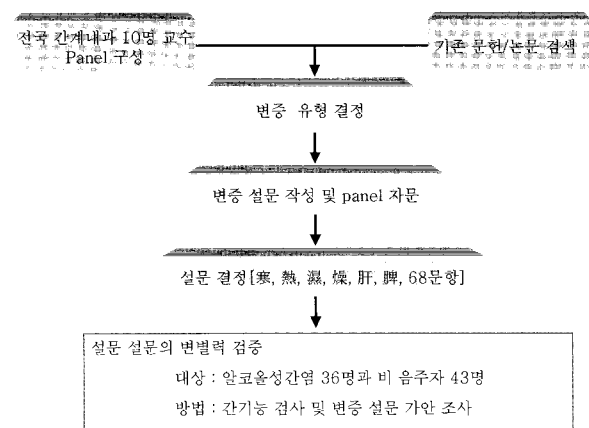 전국 간계내과 10명 교수
Panel 구성
기존 문헌/논문 검색
변증 유형 결정
변증 설문 작성 및 panel 자문
설문 결정[寒, 熱, 濕, 燥, 肝, 脾, 68문항]
설문 설문의 변별력 검증
대상 : 알코올성간염 36명과 비 음주자 43명
방법 : 간기능 검사 및 변증 설문 가안 조사